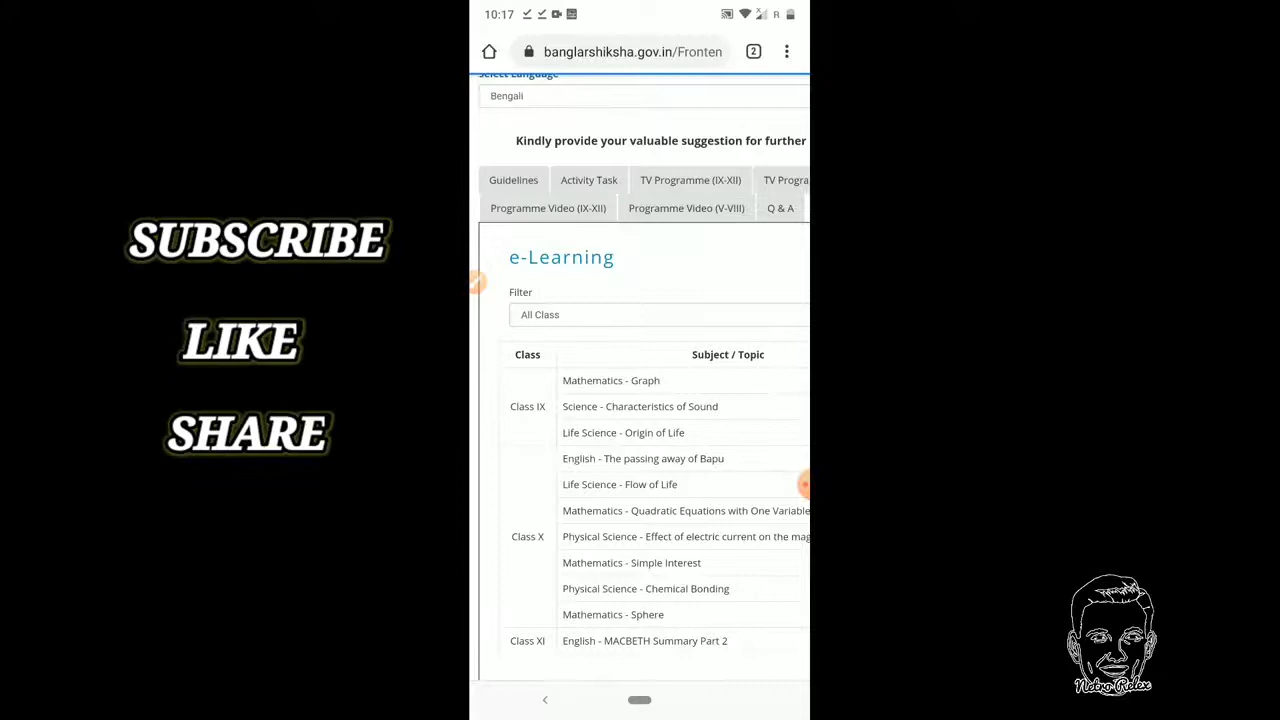 10:17
R
banglarshiksha.gov.in/Fronten
2
Select Language
Bengali
Kindly provide your valuable suggestion for further
Guidelines
Activity Task
TV Programme (IX-XII)
TV Progra
Programme Video (IX-XII)
Programme Video (V-VIII)
Q & A
e-Learning
Filter
All Class
Class
Subject / Topic
Mathematics - Graph
Class IX
Science - Characteristics of Sound
Life Science - Origin of Life
English - The passing away of Bapu
Life Science - Flow of Life
Mathematics - Quadratic Equations with One Variable
Class X
Physical Science - Effect of electric current on the mag
Mathematics - Simple Interest
Physical Science - Chemical Bonding
Mathematics - Sphere
Class XI
English - MACBETH Summary Part 2
SUBSCRIBE
LIKE
SHARE
Netro Relex